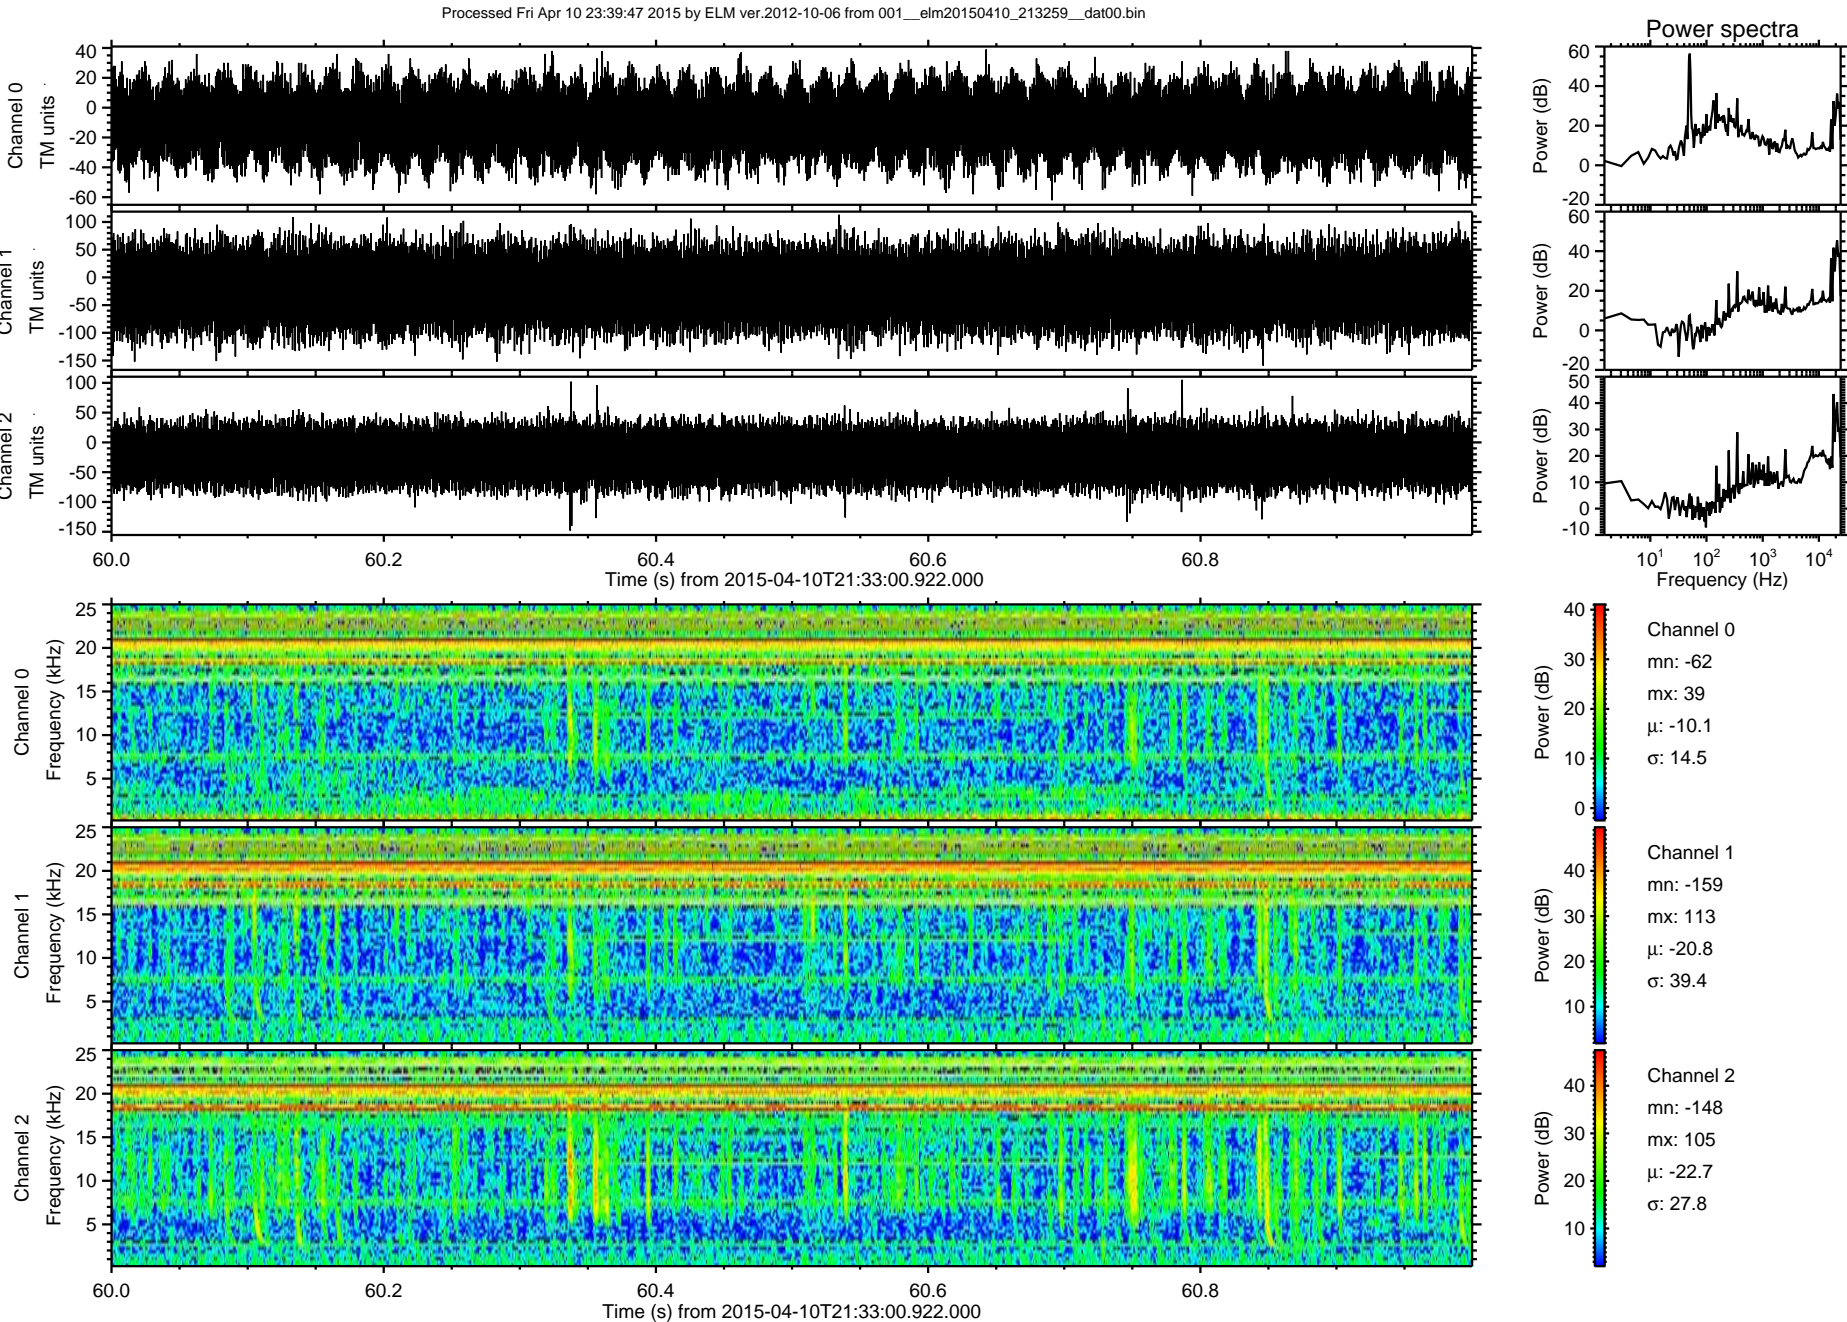 Processed Fri Apr 10 23:39:47 2015 by ELM ver.2012-10-06 from 001__elm20150410_213259__dat00.bin
Power spectra
Channel 0
TM units
40
20
0
-20
-40
-60
Power (dB)
60
40
20
0
-20
Channel 1
TM units
100
50
0
-50
-100
-150
Power (dB)
60
40
20
0
-20
Channel 2
TM units
100
50
0
-50
-100
-150
Power (dB)
50
40
30
20
10
0
-10
60.0 60.2 60.4 60.6 60.8
Time (s) from 2015-04-10T21:33:00.922.000
10¹ 10² 10³ 10⁴
Frequency (Hz)
Channel 0
Frequency (kHz)
25
20
15
10
5
Power (dB)
40
30
20
10
0
Channel 0
mn: -62
mx: 39
μ: -10.1
σ: 14.5
Channel 1
Frequency (kHz)
25
20
15
10
5
Power (dB)
40
30
20
10
Channel 1
mn: -159
mx: 113
μ: -20.8
σ: 39.4
Channel 2
Frequency (kHz)
25
20
15
10
5
Power (dB)
40
30
20
10
Channel 2
mn: -148
mx: 105
μ: -22.7
σ: 27.8
60.0 60.2 60.4 60.6 60.8
Time (s) from 2015-04-10T21:33:00.922.000